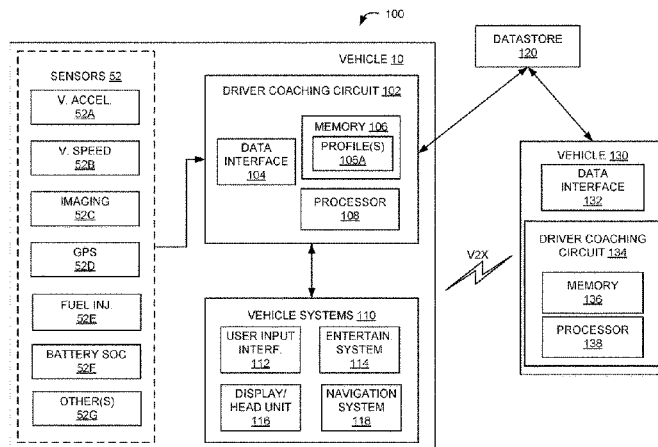 100
VEHICLE 10
SENSORS 52
V. ACCEL.
52A
V. SPEED
52B
IMAGING
52C
GPS
52D
FUEL INJ.
52E
BATTERY SOC
52F
OTHER(S)
52G
DRIVER COACHING CIRCUIT 102
DATA
INTERFACE
104
MEMORY 106
PROFILE(S)
106A
PROCESSOR
108
VEHICLE SYSTEMS 110
USER INPUT
INTERF.
112
ENTERTAIN.
SYSTEM
114
DISPLAY/
HEAD UNIT
116
NAVIGATION
SYSTEM
118
DATASTORE
120
V2X
VEHICLE 130
DATA
INTERFACE
132
DRIVER COACHING
CIRCUIT 134
MEMORY
136
PROCESSOR
138